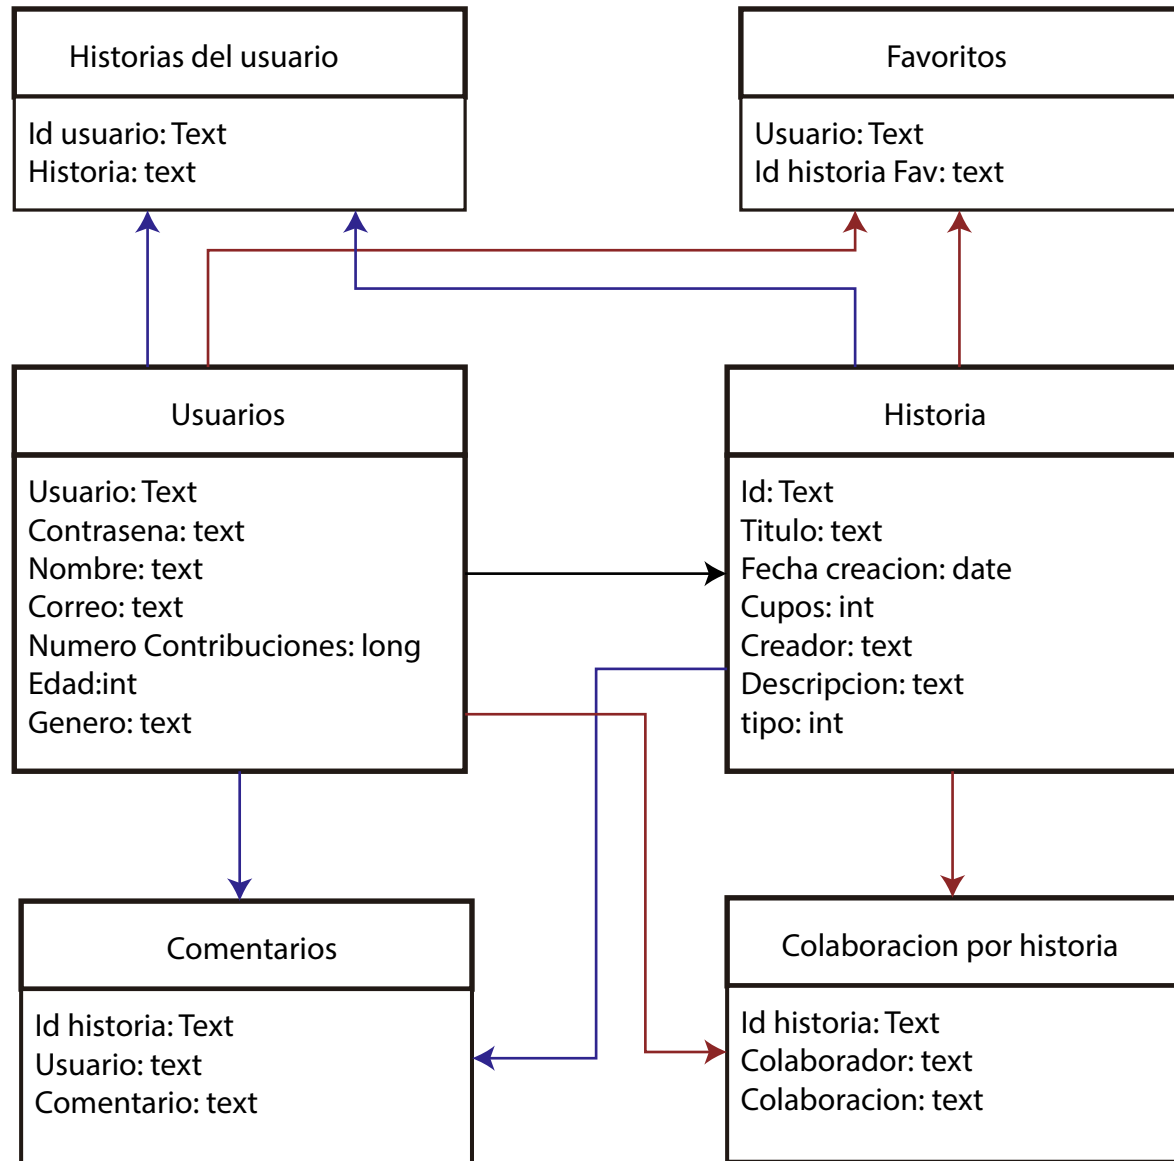 Historias del usuario
Id usuario: Text
Historia: text
Favoritos
Usuario: Text
Id historia Fav: text
Usuarios
Usuario: Text
Contrasena: text
Nombre: text
Correo: text
Numero Contribuciones: long
Edad:int
Genero: text
Historia
Id: Text
Titulo: text
Fecha creacion: date
Cupos: int
Creador: text
Descripcion: text
tipo: int
Comentarios
Id historia: Text
Usuario: text
Comentario: text
Colaboracion por historia
Id historia: Text
Colaborador: text
Colaboracion: text